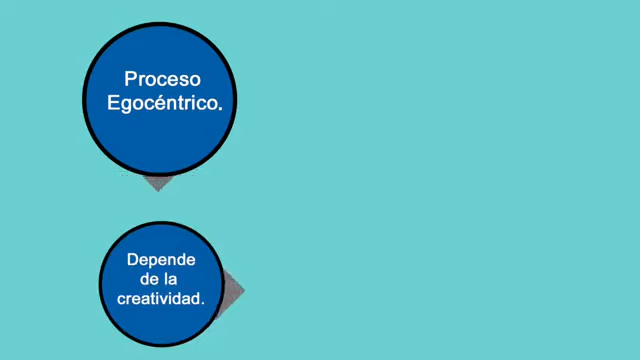 Proceso
Egocéntrico.
Depende
de la
creatividad.